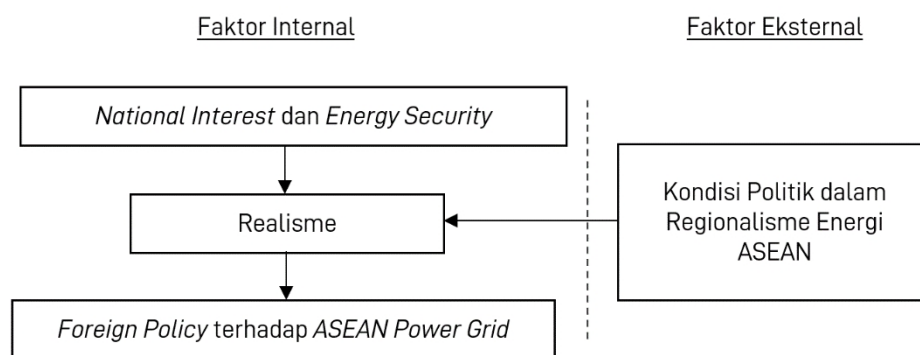 Faktor Internal
Faktor Eksternal
National Interest dan Energy Security
Realisme
Foreign Policy terhadap ASEAN Power Grid
Kondisi Politik dalam
Regionalisme Energi
ASEAN